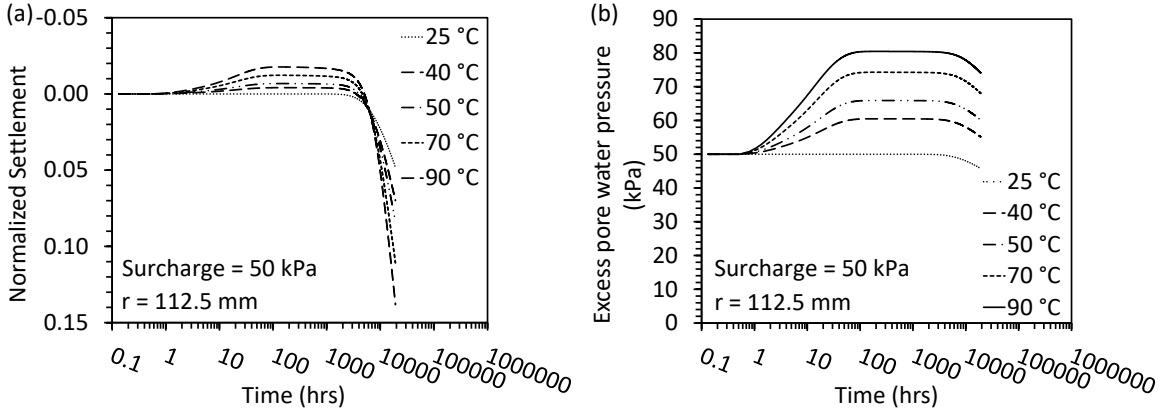 (a)
-0.05
0.00
0.05
0.10
0.15
Normalized Settlement
25 °C
40 °C
50 °C
70 °C
90 °C
Surcharge = 50 kPa
r = 112.5 mm
0.1
1
10
100
1000
10000
100000
1000000
Time (hrs)
(b)
90
80
70
60
50
40
30
20
10
0
Excess pore water pressure
(kPa)
25 °C
40 °C
50 °C
70 °C
90 °C
Surcharge = 50 kPa
r = 112.5 mm
0.1
1
10
100
1000
10000
100000
1000000
Time (hrs)